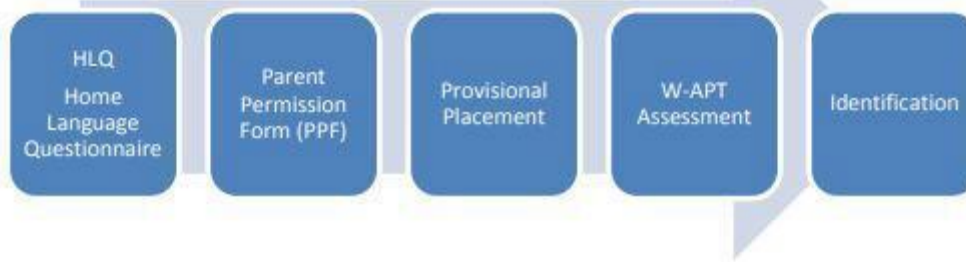 HLQ
Home
Language
Questionnaire
Parent
Permission
Form (PPF)
Provisional
Placement
W-APT
Assessment
Identification